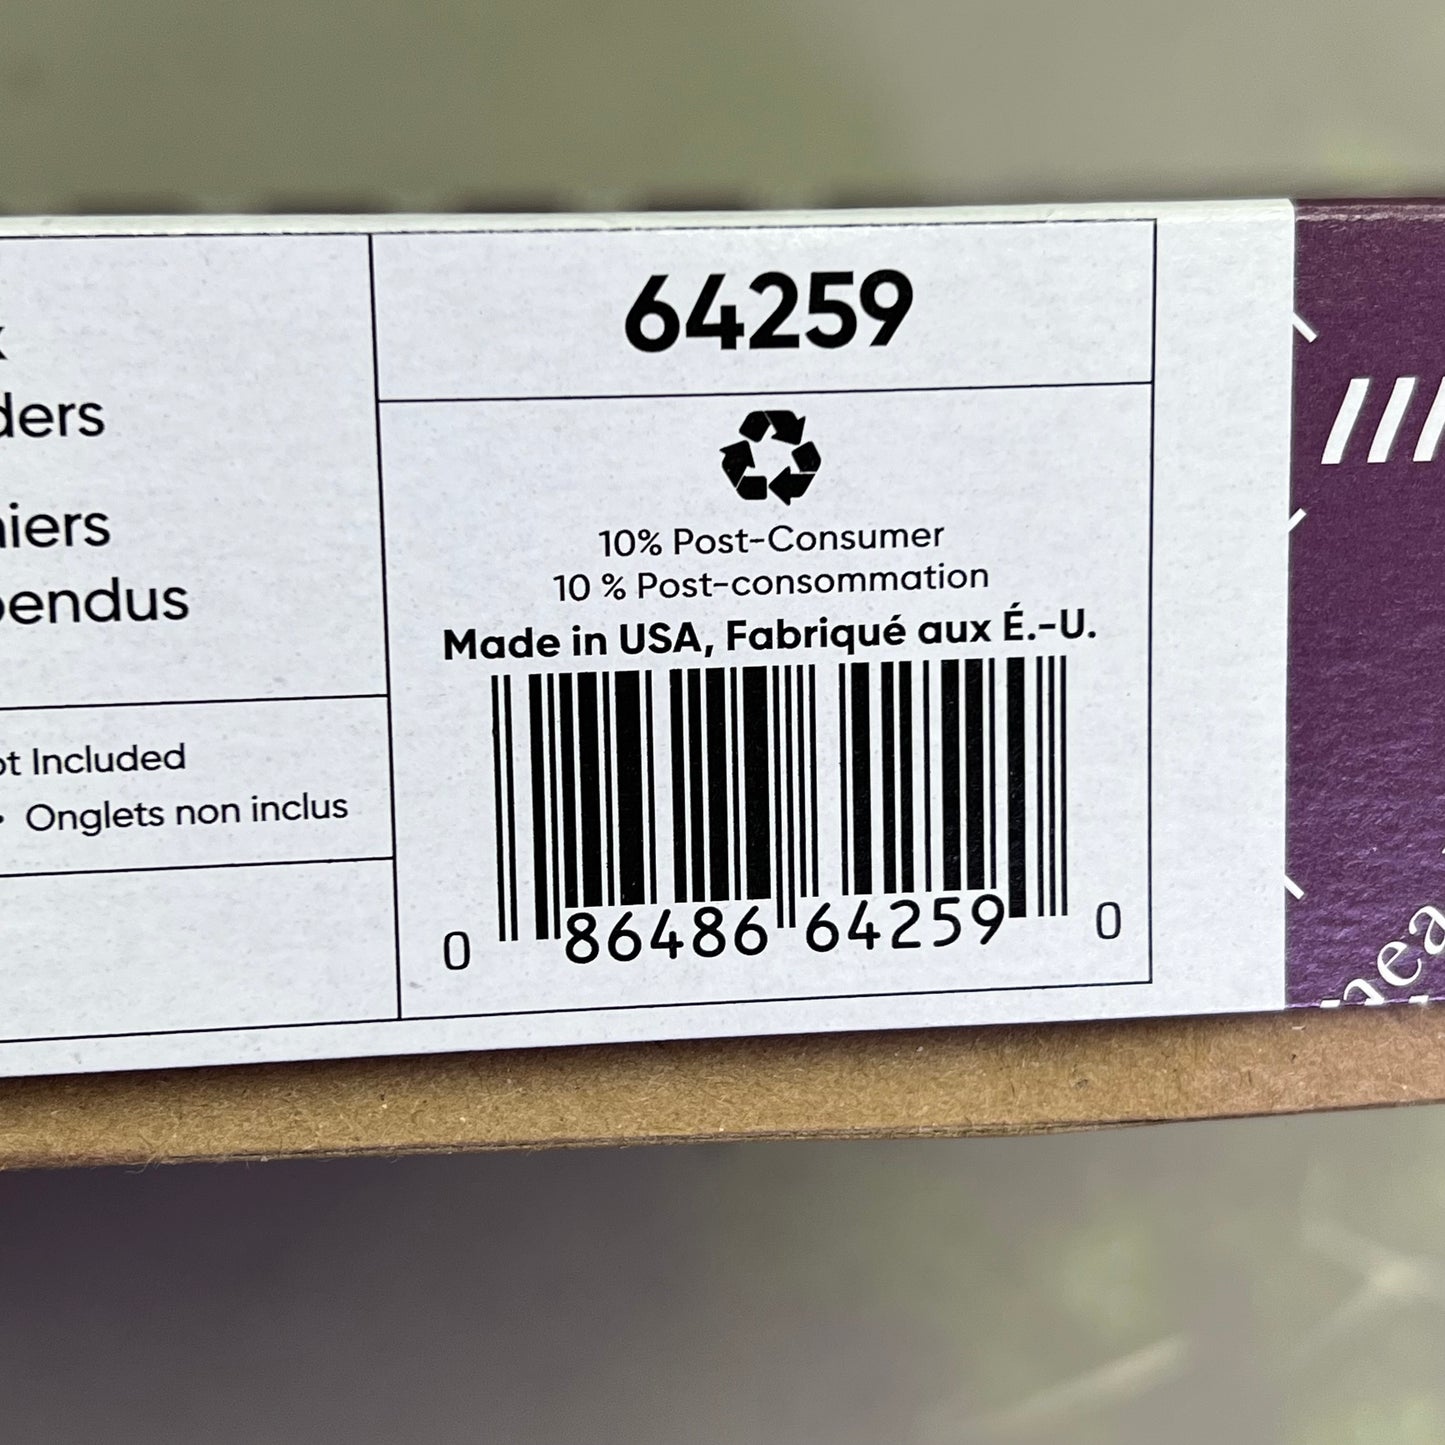 64259
10% Post-Consumer
10 % Post-consommation
Made in USA, Fabriqué aux É.-U.
0 86486 64259 0
ders
iers
pendus
ot Included
• Onglets non inclus